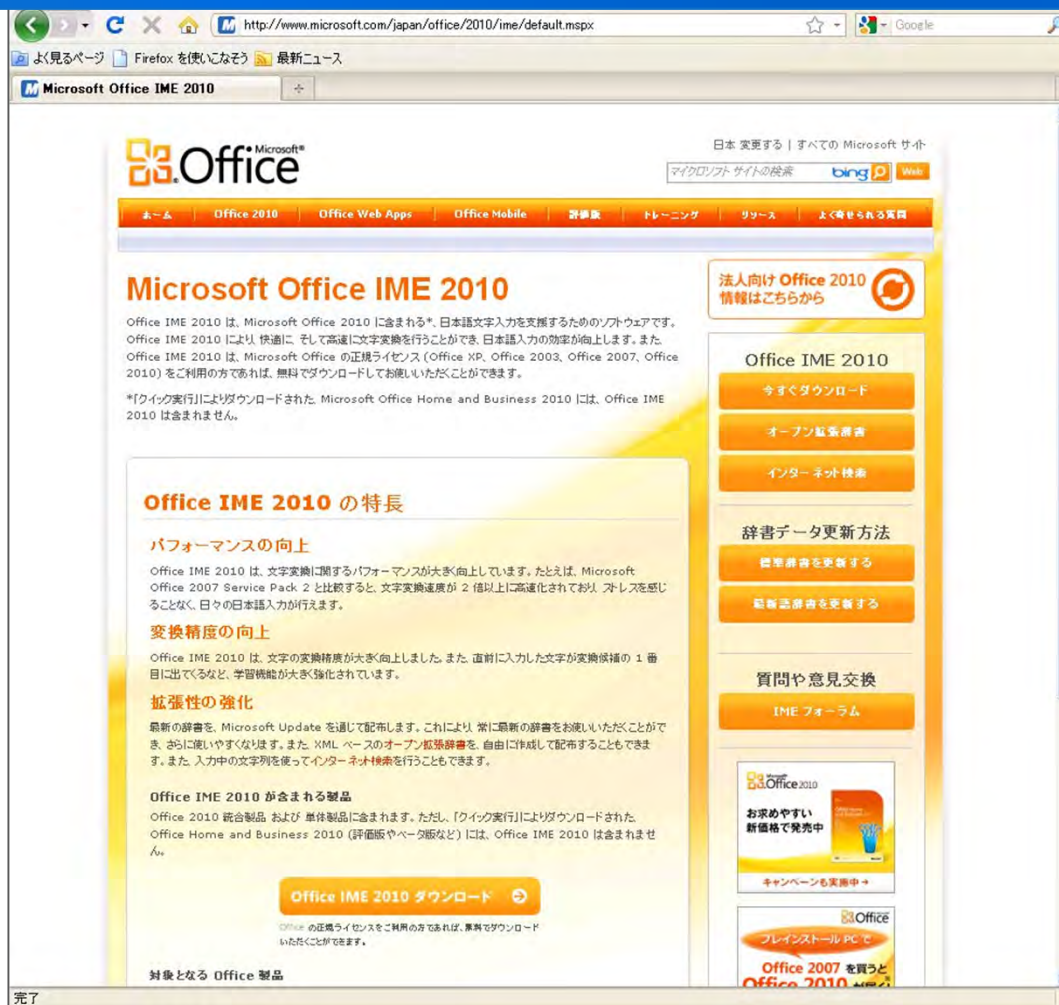 http://www.microsoft.com/japan/office/2010/ime/default.mspx
Google
よく見るページ Firefox を使いこなそう 最新ニュース
Microsoft Office IME 2010
Microsoft®
Office
日本 変更する | すべての Microsoft サイト
マイクロソフト サイトの検索 bing Web
ホーム Office 2010 Office Web Apps Office Mobile 評価版 トレーニング リソース よく寄せられる質問
Microsoft Office IME 2010
Office IME 2010 は、Microsoft Office 2010 に含まれる*、日本語文字入力を支援するためのソフトウェアです。
Office IME 2010 により、快適に、そして高速に文字変換を行うことができ、日本語入力の効率が向上します。また、
Office IME 2010 は、Microsoft Office の正規ライセンス (Office XP、Office 2003、Office 2007、Office
2010) をご利用の方であれば、無料でダウンロードしてお使いいただくことができます。
*「クイック実行」によりダウンロードされた、Microsoft Office Home and Business 2010 には、Office IME
2010 は含まれません。
Office IME 2010 の特長
パフォーマンスの向上
Office IME 2010 は、文字変換に関するパフォーマンスが大きく向上しています。たとえば、Microsoft
Office 2007 Service Pack 2 と比較すると、文字変換速度が 2 倍以上に高速化されており、ストレスを感じ
ることなく、日々の日本語入力が行えます。
変換精度の向上
Office IME 2010 は、文字の変換精度が大きく向上しました。また、直前に入力した文字が変換候補の 1 番
目に出てくるなど、学習機能が大きく強化されています。
拡張性の強化
最新の辞書を、Microsoft Update を通じて配布します。これにより、常に最新の辞書をお使いいただくことがで
き、さらに使いやすくなります。また、XML ベースのオープン拡張辞書を、自由に作成して配布することもできま
す。また、入力中の文字列を使ってインターネット検索を行うこともできます。
Office IME 2010 が含まれる製品
Office 2010 統合製品 および 単体製品に含まれます。ただし、「クイック実行」によりダウンロードされた、
Office Home and Business 2010 (評価版やベータ版など) には、Office IME 2010 は含まれませ
ん。
Office IME 2010 ダウンロード
Office の正規ライセンスをご利用の方であれば、無料でダウンロード
いただくことができます。
対象となる Office 製品
法人向け Office 2010
情報はこちらから
Office IME 2010
今すぐダウンロード
オープン拡張辞書
インターネット検索
辞書データ更新方法
標準辞書を更新する
最新語辞書を更新する
質問や意見交換
IME フォーラム
Office 2010
お求めやすい
新価格で発売中
キャンペーンも実施中→
Office
プレインストール PC で
Office 2007 を買うと
Office 2010
完了